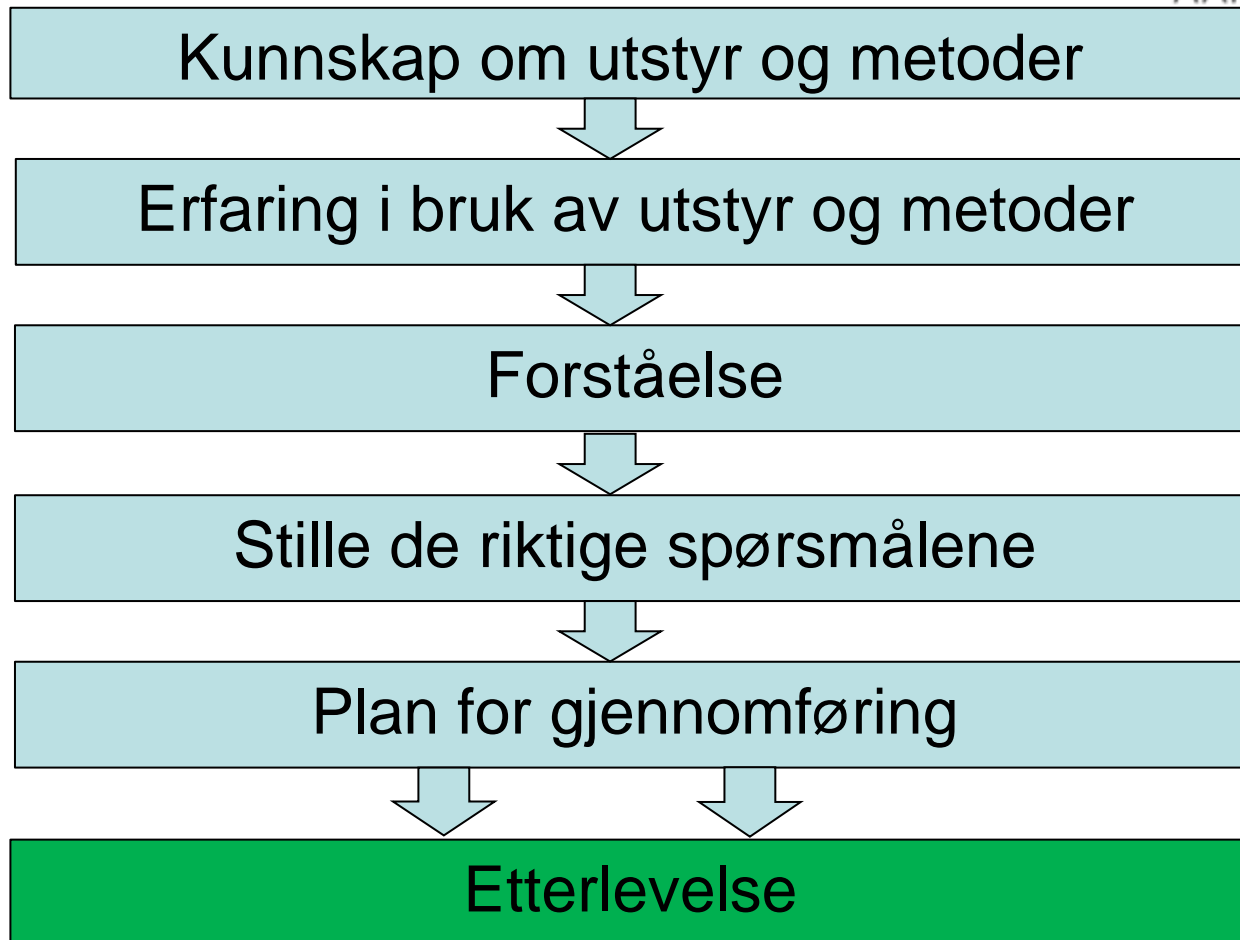 Kunnskap om utstyr og metoder
Erfaring i bruk av utstyr og metoder
Forståelse
Stille de riktige spørsmålene
Plan for gjennomføring
Etterlevelse